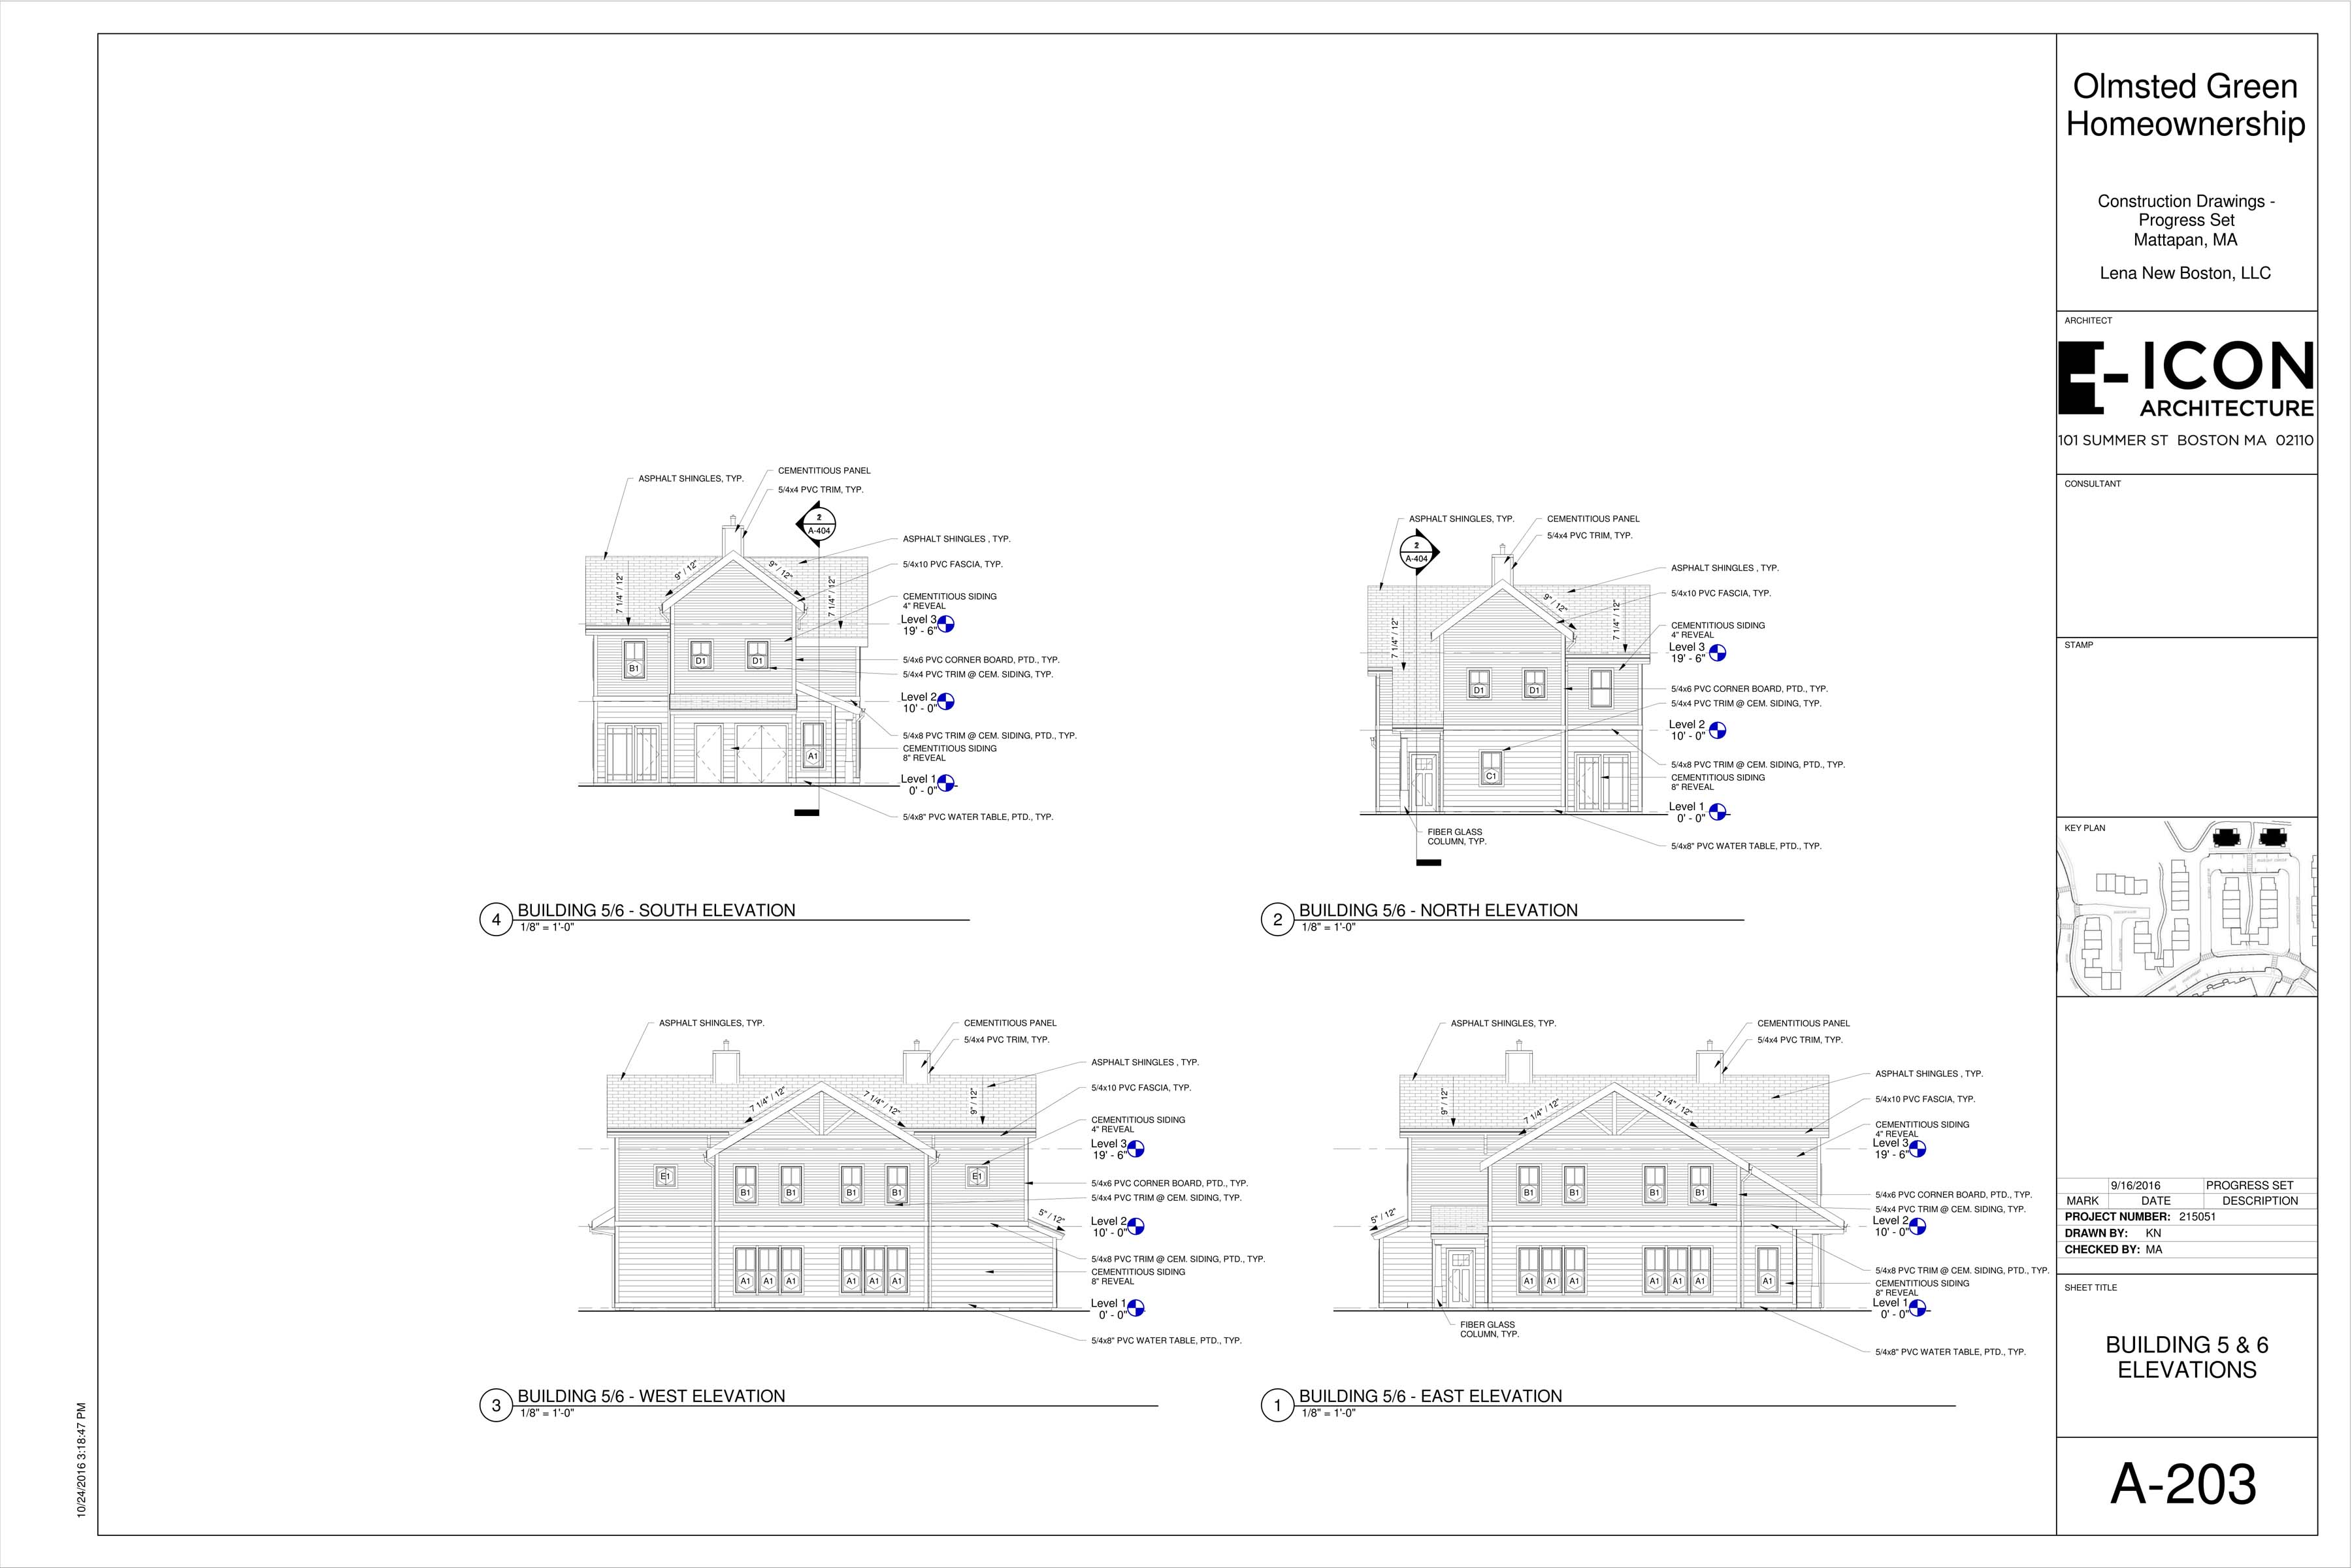 ASPHALT SHINGLES, TYP.
CEMENTITIOUS PANEL
5/4x4 PVC TRIM, TYP.
2
A-404
ASPHALT SHINGLES , TYP.
5/4x10 PVC FASCIA, TYP.
9" / 12"
9" / 12"
7 1/4" / 12"
7 1/4" / 12"
CEMENTITIOUS SIDING
4" REVEAL
Level 3
19' - 6"
B1
D1
D1
5/4x6 PVC CORNER BOARD, PTD., TYP.
5/4x4 PVC TRIM @ CEM. SIDING, TYP.
Level 2
10' - 0"
5/4x8 PVC TRIM @ CEM. SIDING, PTD., TYP.
CEMENTITIOUS SIDING
8" REVEAL
A1
Level 1
0' - 0"
5/4x8" PVC WATER TABLE, PTD., TYP.
4
BUILDING 5/6 - SOUTH ELEVATION
1/8" = 1'-0"
ASPHALT SHINGLES, TYP.
CEMENTITIOUS PANEL
5/4x4 PVC TRIM, TYP.
2
A-404
ASPHALT SHINGLES , TYP.
5/4x10 PVC FASCIA, TYP.
9" / 12"
7 1/4" / 12"
7 1/4" / 12"
CEMENTITIOUS SIDING
4" REVEAL
Level 3
19' - 6"
D1
D1
5/4x6 PVC CORNER BOARD, PTD., TYP.
5/4x4 PVC TRIM @ CEM. SIDING, TYP.
Level 2
10' - 0"
5/4x8 PVC TRIM @ CEM. SIDING, PTD., TYP.
CEMENTITIOUS SIDING
8" REVEAL
C1
Level 1
0' - 0"
FIBER GLASS
COLUMN, TYP.
5/4x8" PVC WATER TABLE, PTD., TYP.
2
BUILDING 5/6 - NORTH ELEVATION
1/8" = 1'-0"
ASPHALT SHINGLES, TYP.
CEMENTITIOUS PANEL
5/4x4 PVC TRIM, TYP.
ASPHALT SHINGLES , TYP.
5/4x10 PVC FASCIA, TYP.
7 1/4" / 12"
7 1/4" / 12"
9" / 12"
CEMENTITIOUS SIDING
4" REVEAL
Level 3
19' - 6"
E1
E1
B1
B1
B1
B1
5/4x6 PVC CORNER BOARD, PTD., TYP.
5/4x4 PVC TRIM @ CEM. SIDING, TYP.
5" / 12"
Level 2
10' - 0"
5/4x8 PVC TRIM @ CEM. SIDING, PTD., TYP.
CEMENTITIOUS SIDING
8" REVEAL
A1
A1
A1
A1
A1
A1
Level 1
0' - 0"
5/4x8" PVC WATER TABLE, PTD., TYP.
3
BUILDING 5/6 - WEST ELEVATION
1/8" = 1'-0"
ASPHALT SHINGLES, TYP.
CEMENTITIOUS PANEL
5/4x4 PVC TRIM, TYP.
ASPHALT SHINGLES , TYP.
5/4x10 PVC FASCIA, TYP.
9" / 12"
7 1/4" / 12"
7 1/4" / 12"
CEMENTITIOUS SIDING
4" REVEAL
Level 3
19' - 6"
B1
B1
B1
B1
5/4x6 PVC CORNER BOARD, PTD., TYP.
5/4x4 PVC TRIM @ CEM. SIDING, TYP.
5" / 12"
Level 2
10' - 0"
5/4x8 PVC TRIM @ CEM. SIDING, PTD., TYP.
CEMENTITIOUS SIDING
8" REVEAL
A1
A1
A1
A1
A1
A1
A1
Level 1
0' - 0"
FIBER GLASS
COLUMN, TYP.
5/4x8" PVC WATER TABLE, PTD., TYP.
1
BUILDING 5/6 - EAST ELEVATION
1/8" = 1'-0"
10/24/2016 3:18:47 PM
Olmsted Green
Homeownership
Construction Drawings -
Progress Set
Mattapan, MA
Lena New Boston, LLC
ARCHITECT
ICON
ARCHITECTURE
101 SUMMER ST BOSTON MA 02110
CONSULTANT
STAMP
KEY PLAN
9/16/2016 PROGRESS SET
MARK DATE DESCRIPTION
PROJECT NUMBER: 215051
DRAWN BY: KN
CHECKED BY: MA
SHEET TITLE
BUILDING 5 & 6
ELEVATIONS
A-203